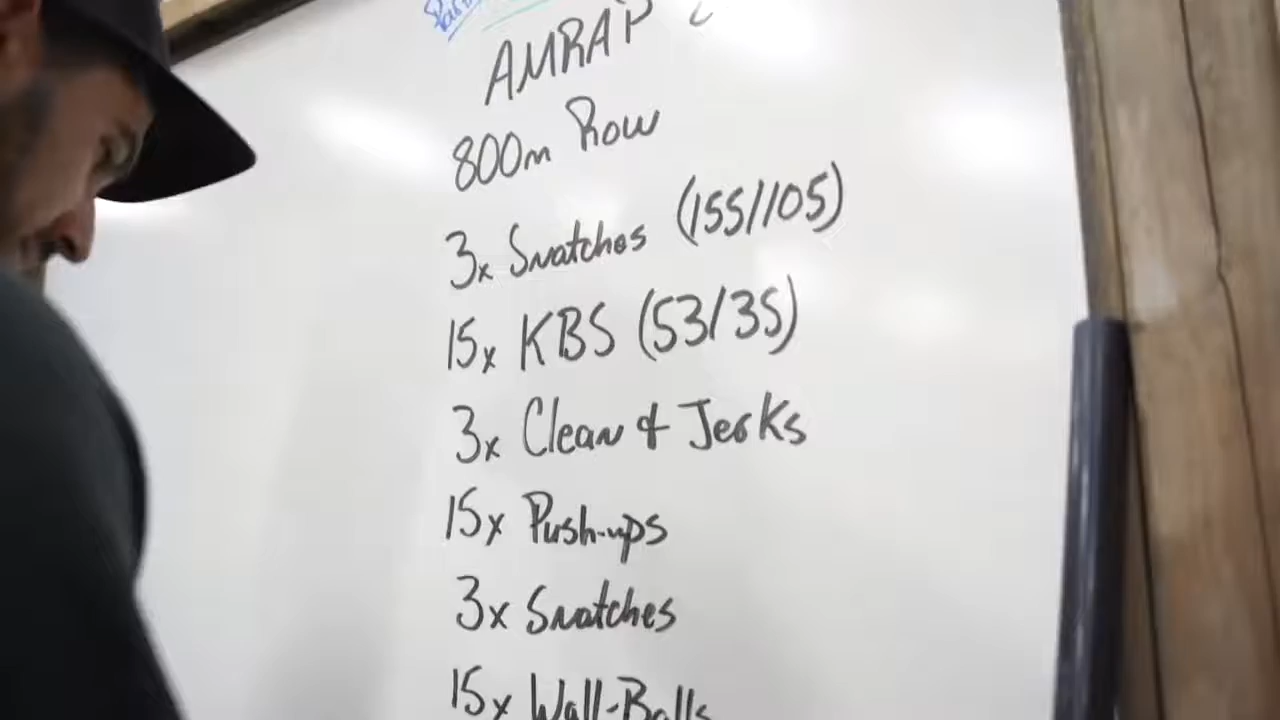 AMRAP
800m Row
3x Snatches (155/105)
15x KBS (53/35)
3x Clean & Jerks
15x Push-ups
3x Snatches
15x Wall-Balls